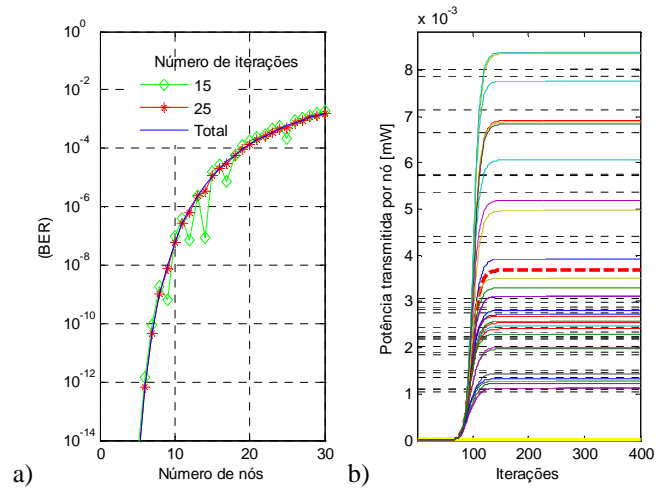 a)
(BER)
10^0
10^-2
10^-4
10^-6
10^-8
10^-10
10^-12
10^-14
Número de iterações
15
25
Total
0 10 20 30
Número de nós
b)
x 10^-3
Potência transmitida por nó [mW]
8
7
6
5
4
3
2
1
0
100 200 300 400
Iterações